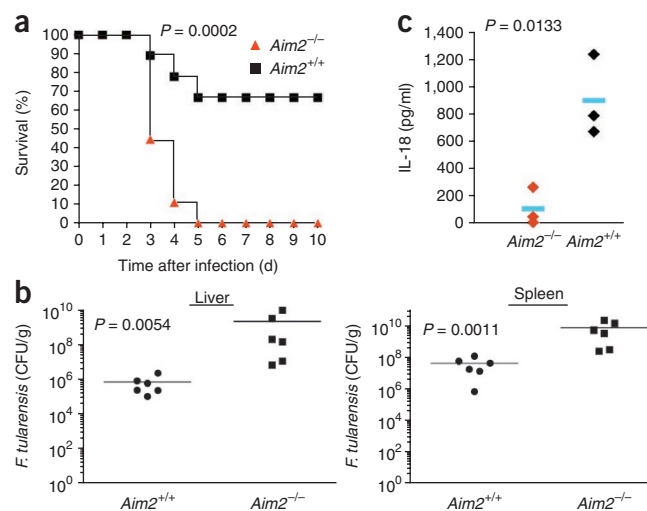 a
P = 0.0002
Aim2−/−
Aim2+/+
Survival (%)
100
90
80
70
60
50
40
30
20
10
0
0 1 2 3 4 5 6 7 8 9 10
Time after infection (d)
c
P = 0.0133
IL-18 (pg/ml)
1,400
1,200
1,000
800
600
400
200
0
Aim2−/− Aim2+/+
b
Liver
P = 0.0054
F. tularensis (CFU/g)
10^10
10^8
10^6
10^4
10^2
10^0
Aim2+/+ Aim2−/−
Spleen
P = 0.0011
F. tularensis (CFU/g)
10^10
10^8
10^6
10^4
10^2
10^0
Aim2+/+ Aim2−/−